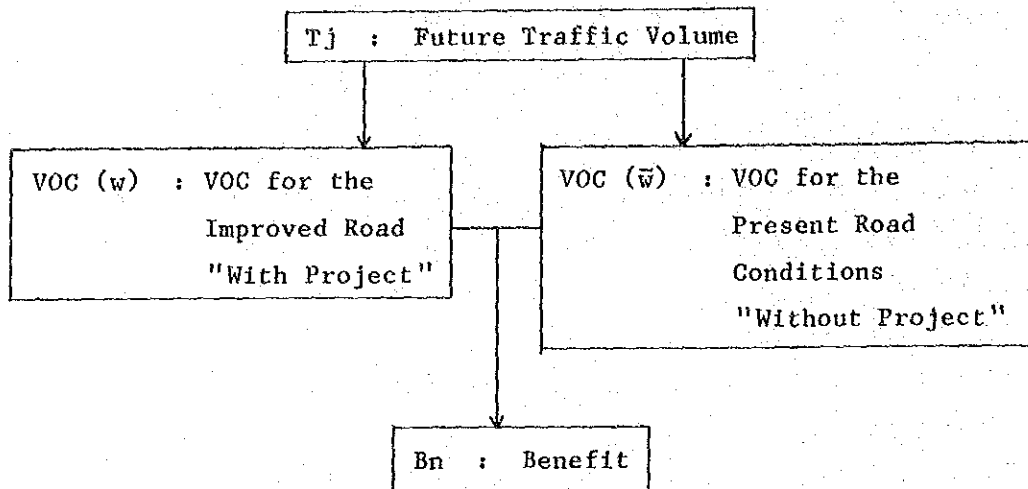 Tj : Future Traffic Volume
VOC (w) : VOC for the
Improved Road
"With Project"
VOC (w̄) : VOC for the
Present Road
Conditions
"Without Project"
Bn : Benefit